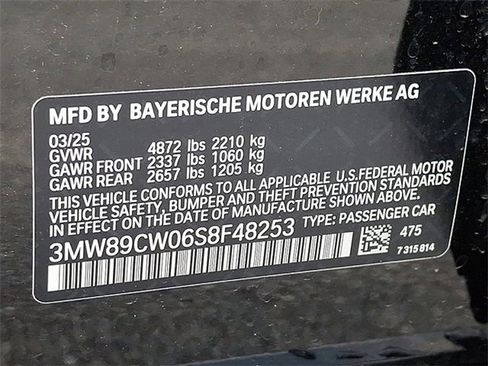 MFD BY BAYERISCHE MOTOREN WERKE AG
03/25
GVWR 4872 lbs 2210 kg
GAWR FRONT 2337 lbs 1060 kg
GAWR REAR 2657 lbs 1205 kg
THIS VEHICLE CONFORMS TO ALL APPLICABLE U.S.FEDERAL MOTOR
VEHICLE SAFETY, BUMPER, AND THEFT PREVENTION STANDARDS
IN EFFECT ON THE DATE OF MANUFACTURE SHOWN ABOVE.
3MW89CW06S8F48253 TYPE: PASSENGER CAR
475
7 315 814